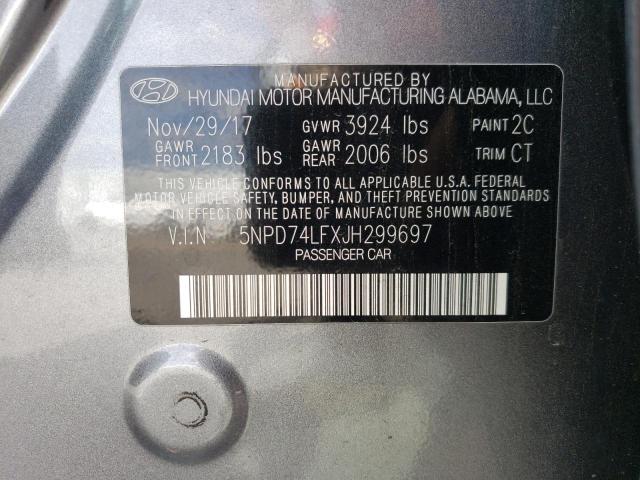 MANUFACTURED BY
HYUNDAI MOTOR MANUFACTURING ALABAMA, LLC
Nov/29/17 GVWR 3924 lbs PAINT 2C
GAWR FRONT 2183 lbs GAWR REAR 2006 lbs TRIM CT
THIS VEHICLE CONFORMS TO ALL APPLICABLE U.S.A. FEDERAL
MOTOR VEHICLE SAFETY, BUMPER, AND THEFT PREVENTION STANDARDS
IN EFFECT ON THE DATE OF MANUFACTURE SHOWN ABOVE
V.I.N 5NPD74LFXJH299697
PASSENGER CAR